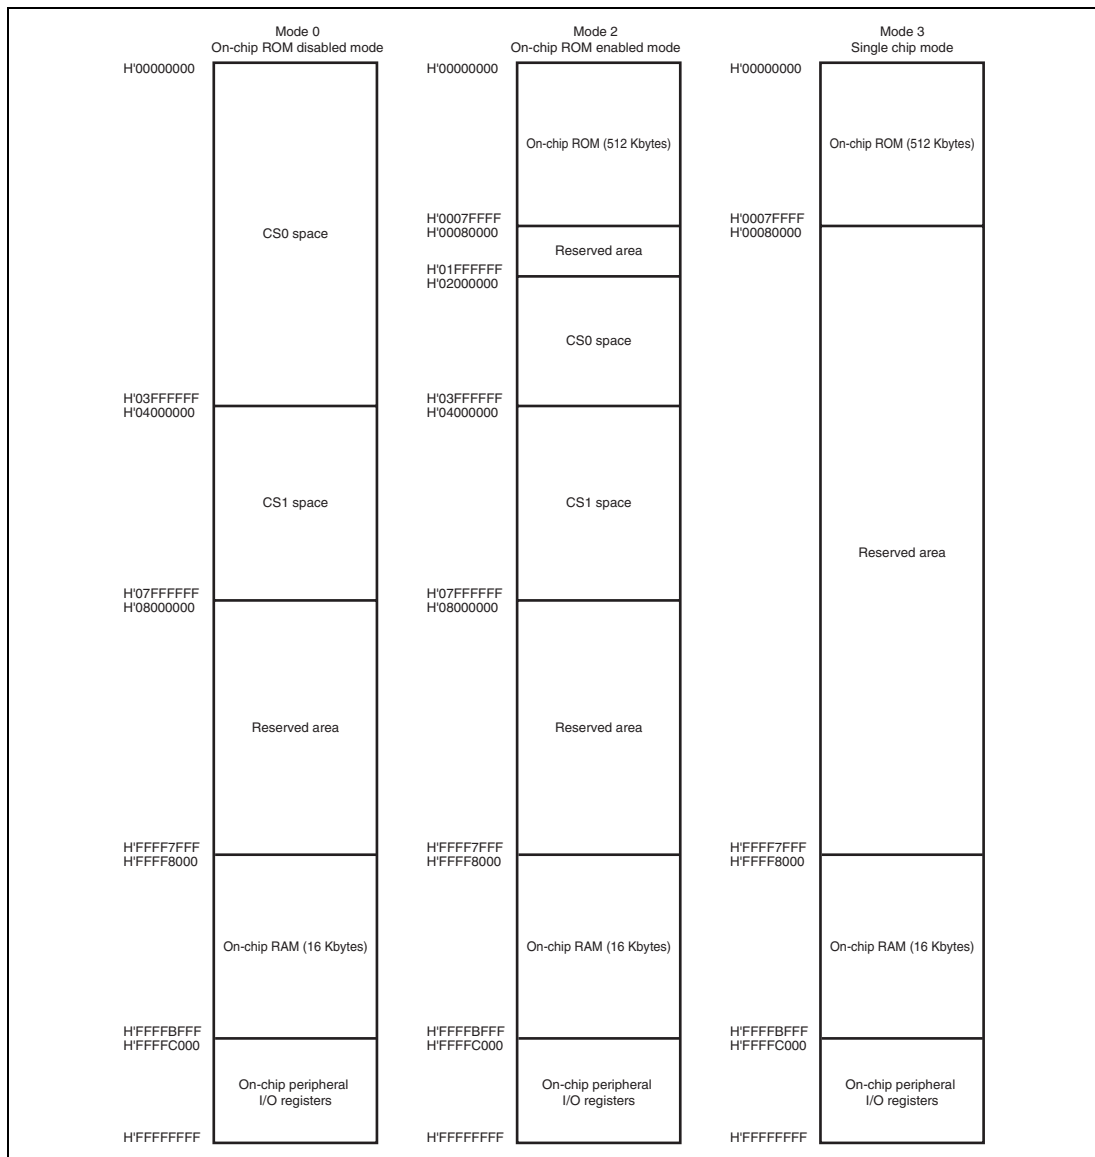 Mode 0
On-chip ROM disabled mode
H'00000000
CS0 space
H'03FFFFFF
H'04000000
CS1 space
H'07FFFFFF
H'08000000
Reserved area
H'FFFF7FFF
H'FFFF8000
On-chip RAM (16 Kbytes)
H'FFFFBFFF
H'FFFFC000
On-chip peripheral
I/O registers
H'FFFFFFFF
Mode 2
On-chip ROM enabled mode
H'00000000
On-chip ROM (512 Kbytes)
H'0007FFFF
H'00080000
Reserved area
H'01FFFFFF
H'02000000
CS0 space
H'03FFFFFF
H'04000000
CS1 space
H'07FFFFFF
H'08000000
Reserved area
H'FFFF7FFF
H'FFFF8000
On-chip RAM (16 Kbytes)
H'FFFFBFFF
H'FFFFC000
On-chip peripheral
I/O registers
H'FFFFFFFF
Mode 3
Single chip mode
H'00000000
On-chip ROM (512 Kbytes)
H'0007FFFF
H'00080000
Reserved area
H'FFFF7FFF
H'FFFF8000
On-chip RAM (16 Kbytes)
H'FFFFBFFF
H'FFFFC000
On-chip peripheral
I/O registers
H'FFFFFFFF